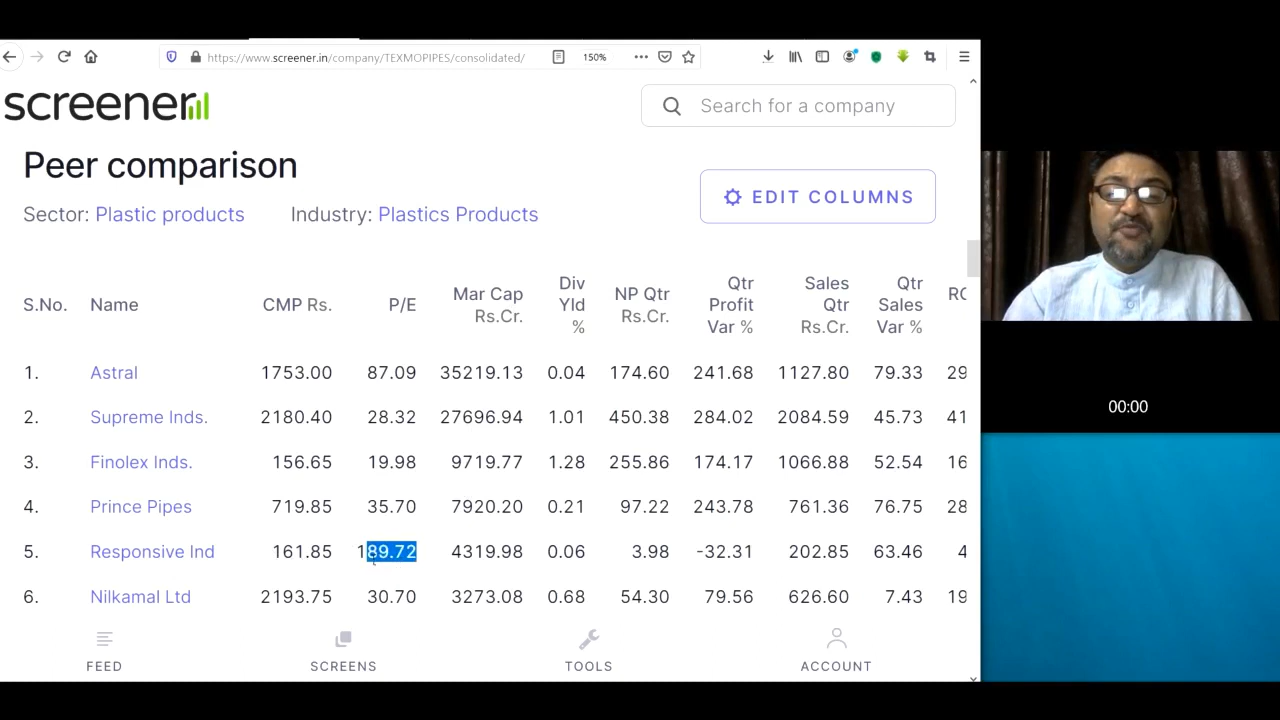 https://www.screener.in/company/TEXMOPIPES/consolidated/ 150%
screener
Search for a company
Peer comparison
Sector: Plastic products Industry: Plastics Products
EDIT COLUMNS
S.No. Name CMP Rs. P/E Mar Cap Rs.Cr. Div Yld % NP Qtr Rs.Cr. Qtr Profit Var % Sales Qtr Rs.Cr. Qtr Sales Var % RO
1. Astral 1753.00 87.09 35219.13 0.04 174.60 241.68 1127.80 79.33 29
2. Supreme Inds. 2180.40 28.32 27696.94 1.01 450.38 284.02 2084.59 45.73 41
3. Finolex Inds. 156.65 19.98 9719.77 1.28 255.86 174.17 1066.88 52.54 16
4. Prince Pipes 719.85 35.70 7920.20 0.21 97.22 243.78 761.36 76.75 28
5. Responsive Ind 161.85 189.72 4319.98 0.06 3.98 -32.31 202.85 63.46 4
6. Nilkamal Ltd 2193.75 30.70 3273.08 0.68 54.30 79.56 626.60 7.43 19
FEED SCREENS TOOLS ACCOUNT
00:00